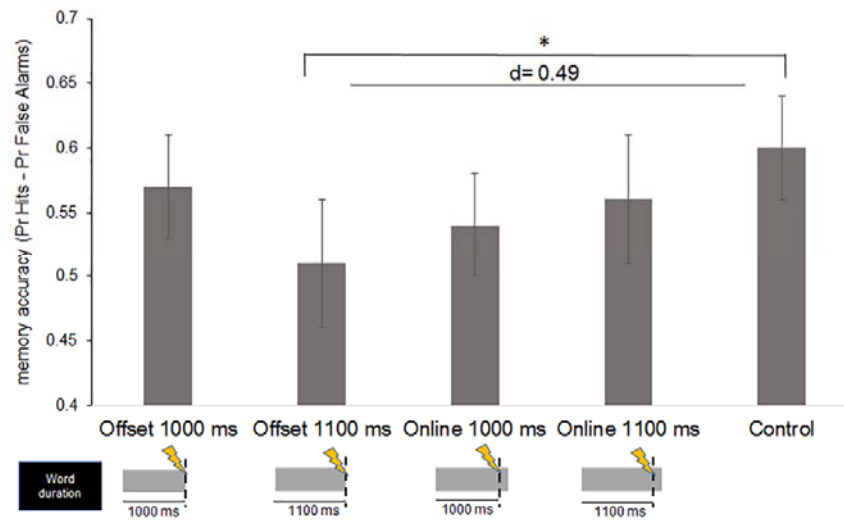 0.7
*
d= 0.49
0.65
0.6
0.55
0.5
0.45
0.4
memory accuracy (Pr Hits - Pr False Alarms)
Offset 1000 ms Offset 1100 ms Online 1000 ms Online 1100 ms Control
Word
duration
1000 ms 1100 ms 1000 ms 1100 ms